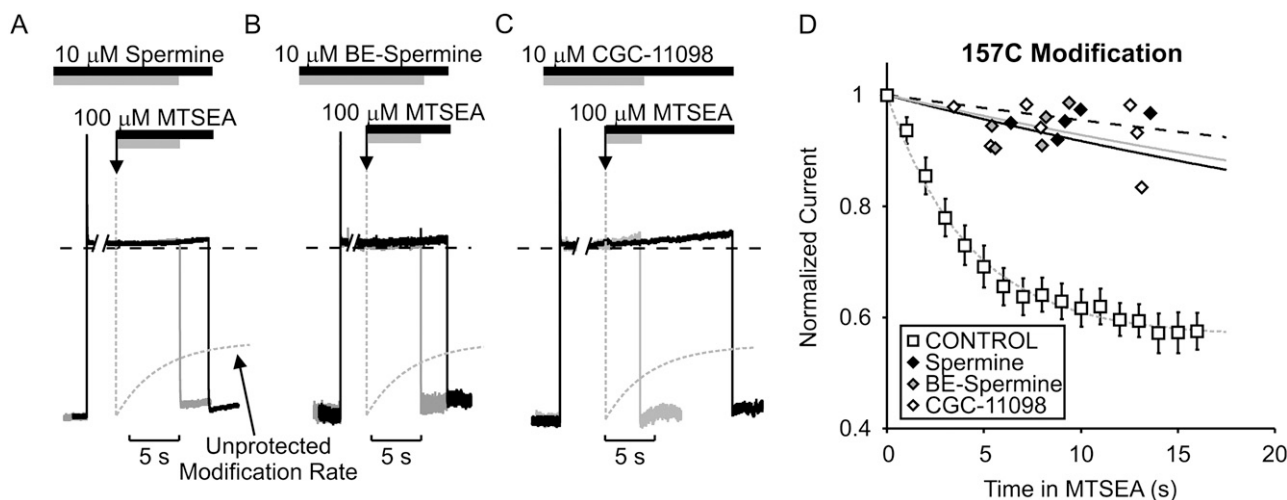 A
10 μM Spermine
100 μM MTSEA
5 s
Unprotected
Modification Rate
B
10 μM BE-Spermine
100 μM MTSEA
5 s
C
10 μM CGC-11098
100 μM MTSEA
5 s
D
157C Modification
Normalized Current
1
0.8
0.6
0.4
CONTROL
Spermine
BE-Spermine
CGC-11098
0
5
10
15
20
Time in MTSEA (s)